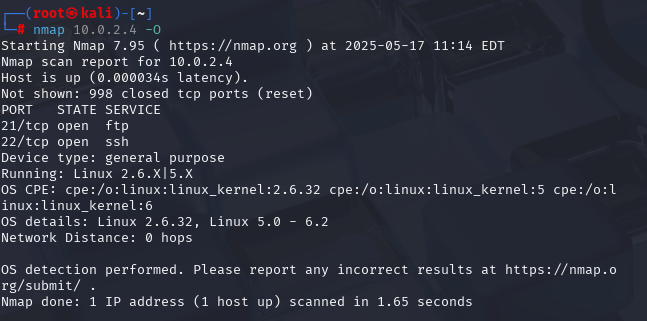 ┌──(root㉿kali)-[~]
└─# nmap 10.0.2.4 -O
Starting Nmap 7.95 ( https://nmap.org ) at 2025-05-17 11:14 EDT
Nmap scan report for 10.0.2.4
Host is up (0.000034s latency).
Not shown: 998 closed tcp ports (reset)
PORT   STATE SERVICE
21/tcp open  ftp
22/tcp open  ssh
Device type: general purpose
Running: Linux 2.6.X|5.X
OS CPE: cpe:/o:linux:linux_kernel:2.6.32 cpe:/o:linux:linux_kernel:5 cpe:/o:l
inux:linux_kernel:6
OS details: Linux 2.6.32, Linux 5.0 - 6.2
Network Distance: 0 hops

OS detection performed. Please report any incorrect results at https://nmap.o
rg/submit/ .
Nmap done: 1 IP address (1 host up) scanned in 1.65 seconds